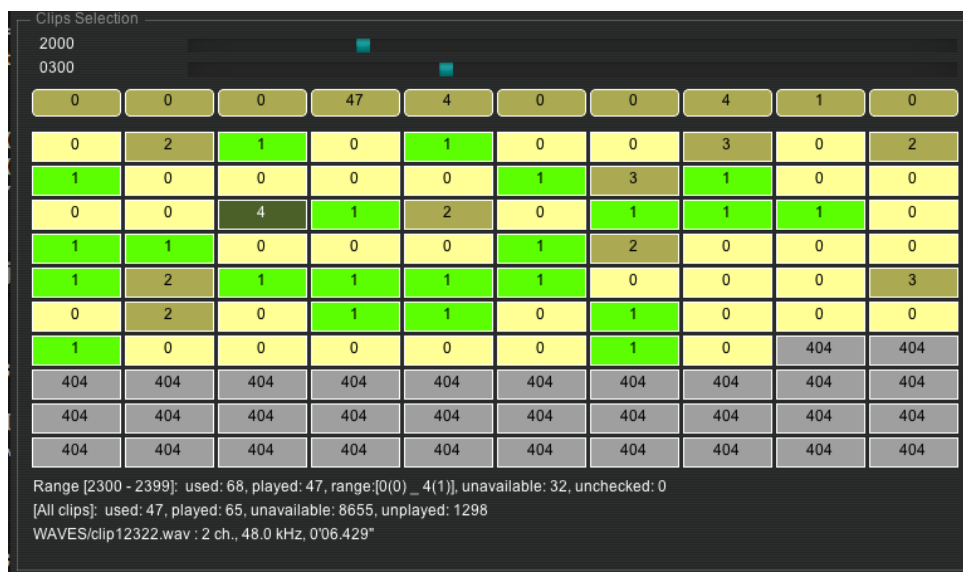 Clips Selection
2000
0300
0 0 0 47 4 0 0 4 1 0
0 2 1 0 1 0 0 3 0 2
1 0 0 0 0 1 3 1 0 0
0 0 4 1 2 0 1 1 1 0
1 1 0 0 0 1 2 0 0 0
1 2 1 1 1 1 0 0 0 3
0 2 0 1 1 0 1 0 0 0
1 0 0 0 0 0 1 0 404 404
404 404 404 404 404 404 404 404 404 404
404 404 404 404 404 404 404 404 404 404
404 404 404 404 404 404 404 404 404 404
Range [2300 - 2399]: used: 68, played: 47, range:[0(0) _ 4(1)], unavailable: 32, unchecked: 0
[All clips]: used: 47, played: 65, unavailable: 8655, unplayed: 1298
WAVES/clip12322.wav : 2 ch., 48.0 kHz, 0'06.429"